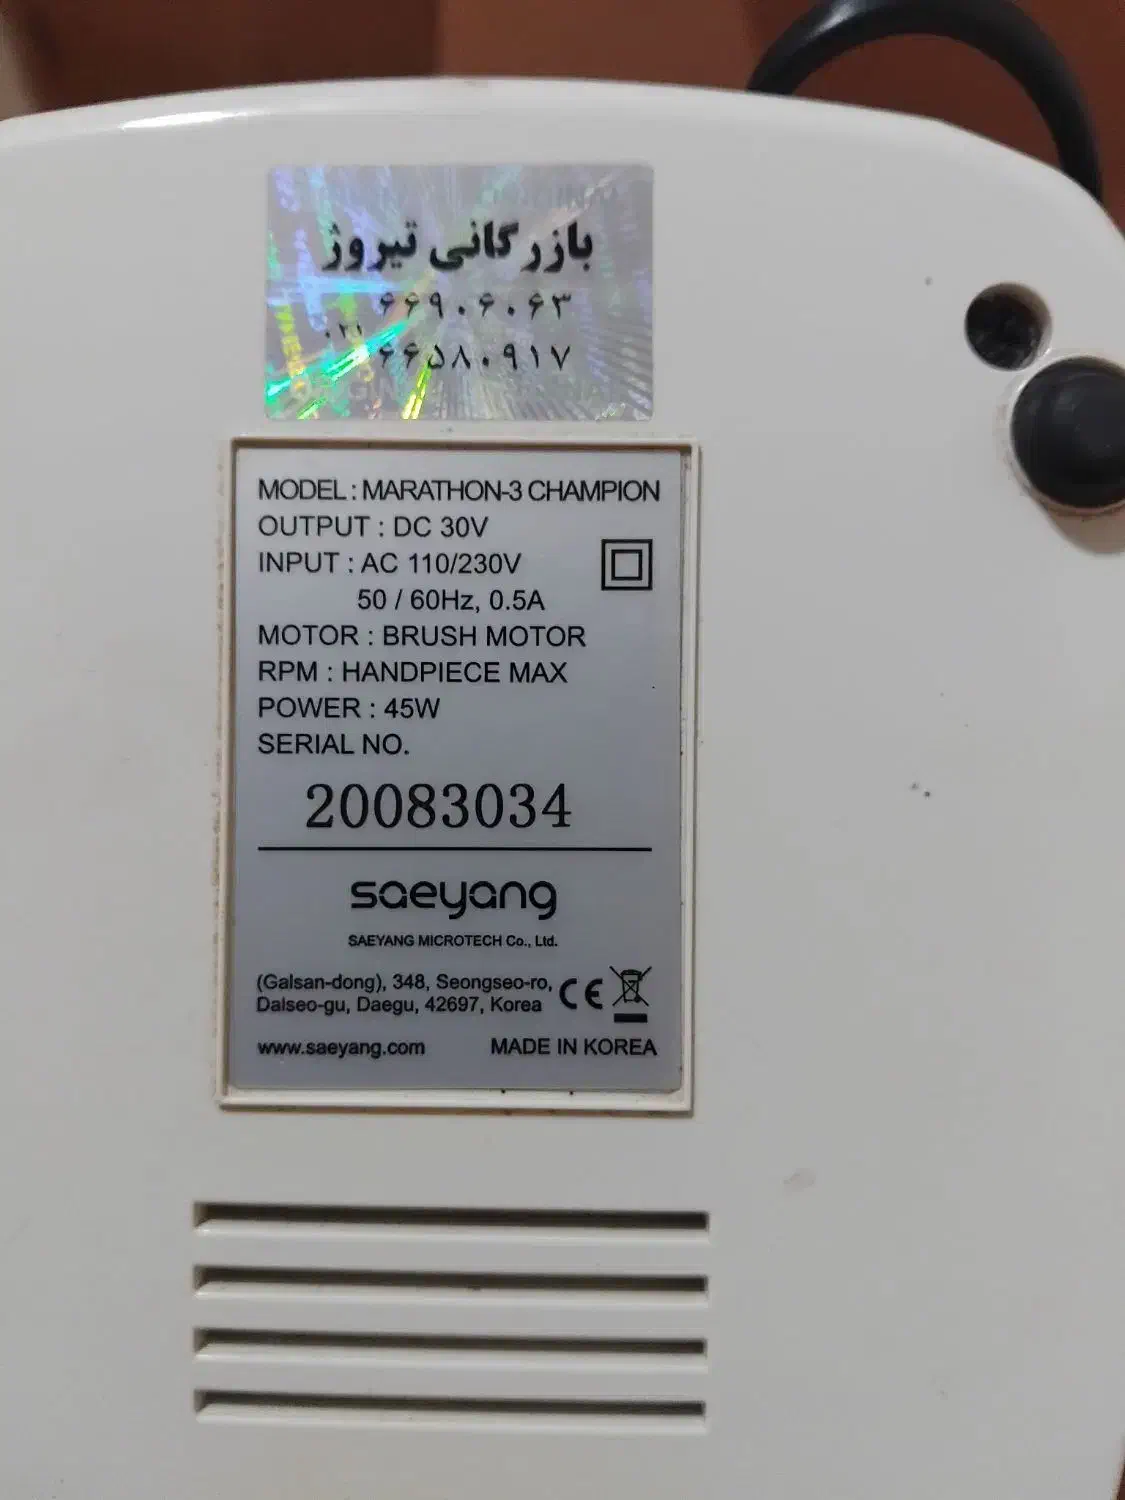 بازرگانی تیروژ
۶۶۹۰۶۰۶۳
۰۲۱
۶۶۵۸۰۹۱۷
MODEL : MARATHON-3 CHAMPION
OUTPUT : DC 30V
INPUT : AC 110/230V
50 / 60Hz, 0.5A
MOTOR : BRUSH MOTOR
RPM : HANDPIECE MAX
POWER : 45W
SERIAL NO.
20083034
saeyang
SAEYANG MICROTECH Co., Ltd.
(Galsan-dong), 348, Seongseo-ro,
Dalseo-gu, Daegu, 42697, Korea
CE
www.saeyang.com MADE IN KOREA